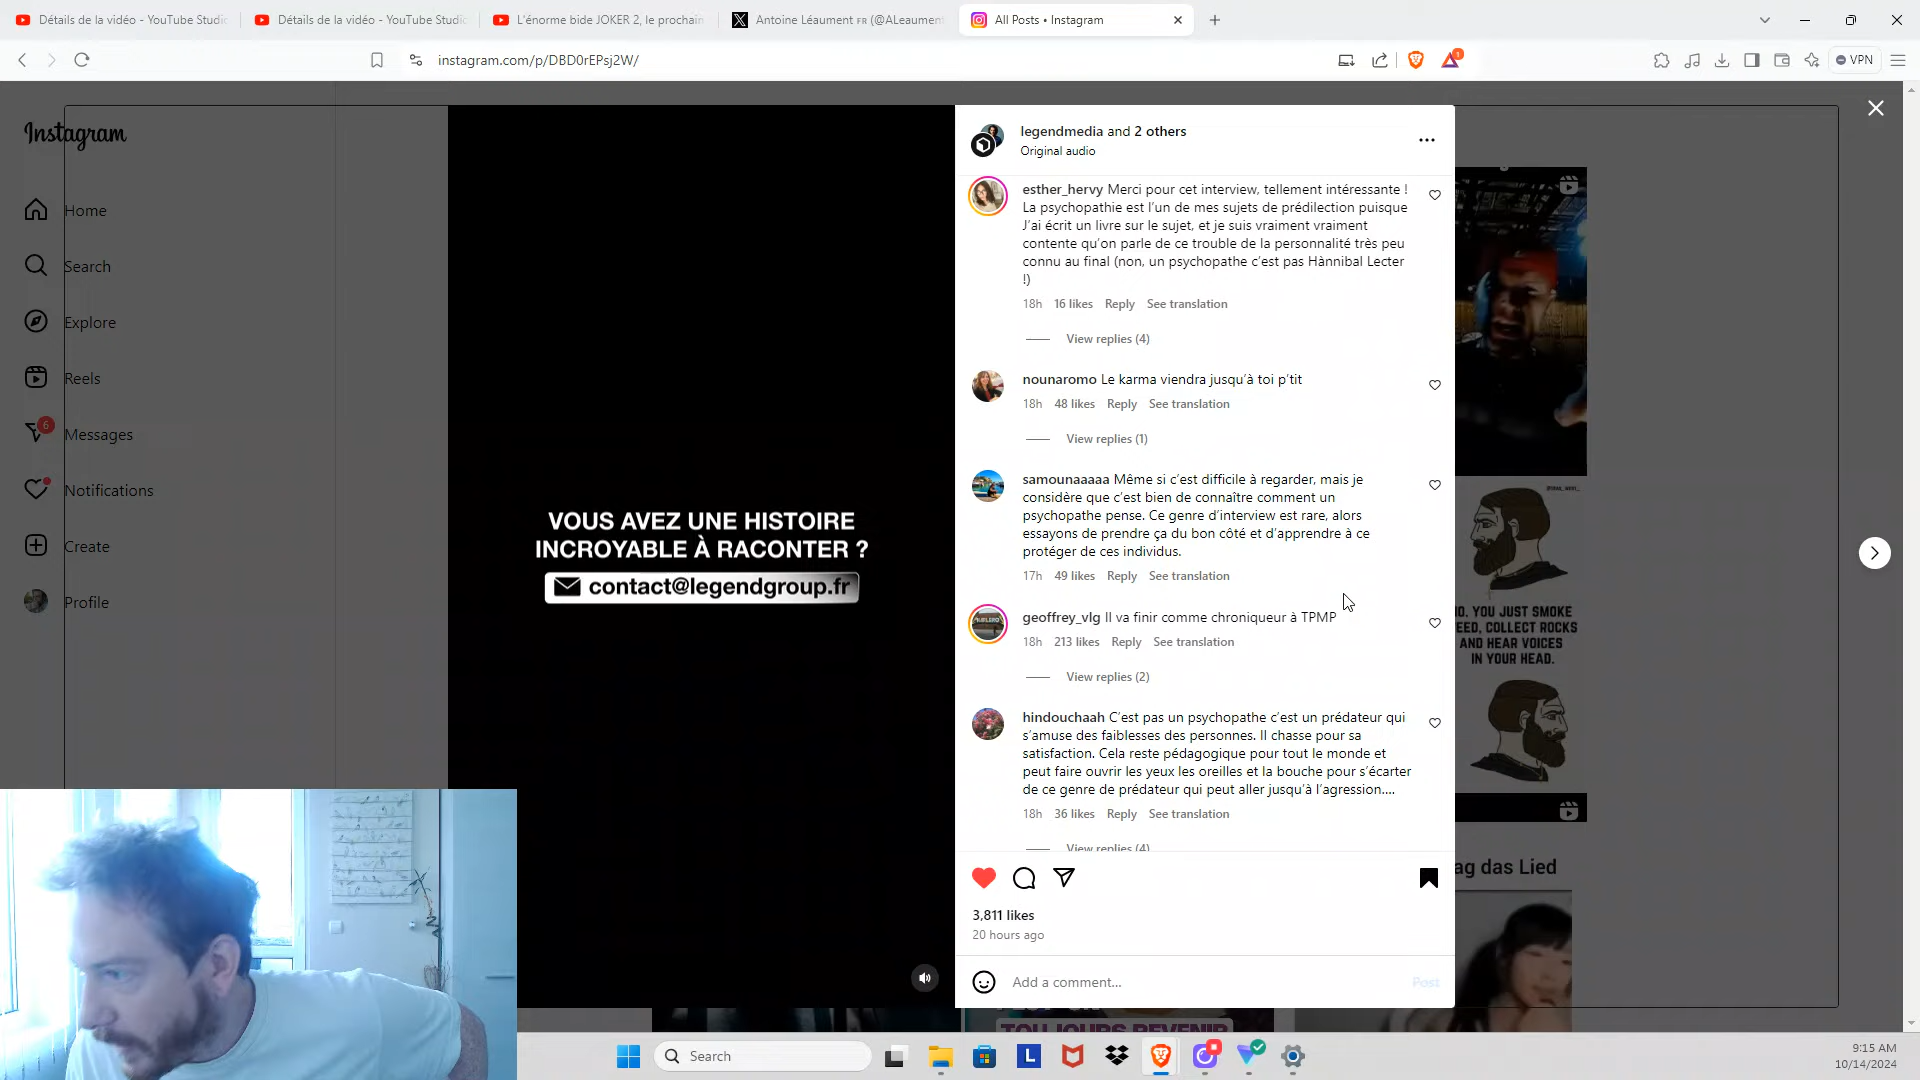 Détails de la vidéo - YouTube Studio
Détails de la vidéo - YouTube Studio
L'énorme bide JOKER 2, le prochain
Antoine Léaument FR (@ALeaument
All Posts • Instagram
instagram.com/p/DBD0rEPsj2W/
1
VPN
Instagram
Home
Search
Explore
Reels
6
Messages
Notifications
Create
Profile
VOUS AVEZ UNE HISTOIRE
INCROYABLE À RACONTER ?
contact@legendgroup.fr
legendmedia and 2 others
Original audio
esther_hervy Merci pour cet interview, tellement intéressante !
La psychopathie est l'un de mes sujets de prédilection puisque
J'ai écrit un livre sur le sujet, et je suis vraiment vraiment
contente qu'on parle de ce trouble de la personnalité très peu
connu au final (non, un psychopathe c'est pas Hànnibal Lecter
!)
18h 16 likes Reply See translation
View replies (4)
nounaromo Le karma viendra jusqu'à toi p'tit
18h 48 likes Reply See translation
View replies (1)
samounaaaaa Même si c'est difficile à regarder, mais je
considère que c'est bien de connaître comment un
psychopathe pense. Ce genre d'interview est rare, alors
essayons de prendre ça du bon côté et d'apprendre à ce
protéger de ces individus.
17h 49 likes Reply See translation
geoffrey_vlg Il va finir comme chroniqueur à TPMP
18h 213 likes Reply See translation
View replies (2)
hindouchaah C'est pas un psychopathe c'est un prédateur qui
s'amuse des faiblesses des personnes. Il chasse pour sa
satisfaction. Cela reste pédagogique pour tout le monde et
peut faire ouvrir les yeux les oreilles et la bouche pour s'écarter
de ce genre de prédateur qui peut aller jusqu'à l'agression....
18h 36 likes Reply See translation
View replies (4)
3,811 likes
20 hours ago
Add a comment...
Post
YOU JUST SMOKE
COLLECT ROCKS
AND HEAR VOICES
IN YOUR HEAD.
ag das Lied
TOUJOURS REVENIR
Search
L
9:15 AM
10/14/2024